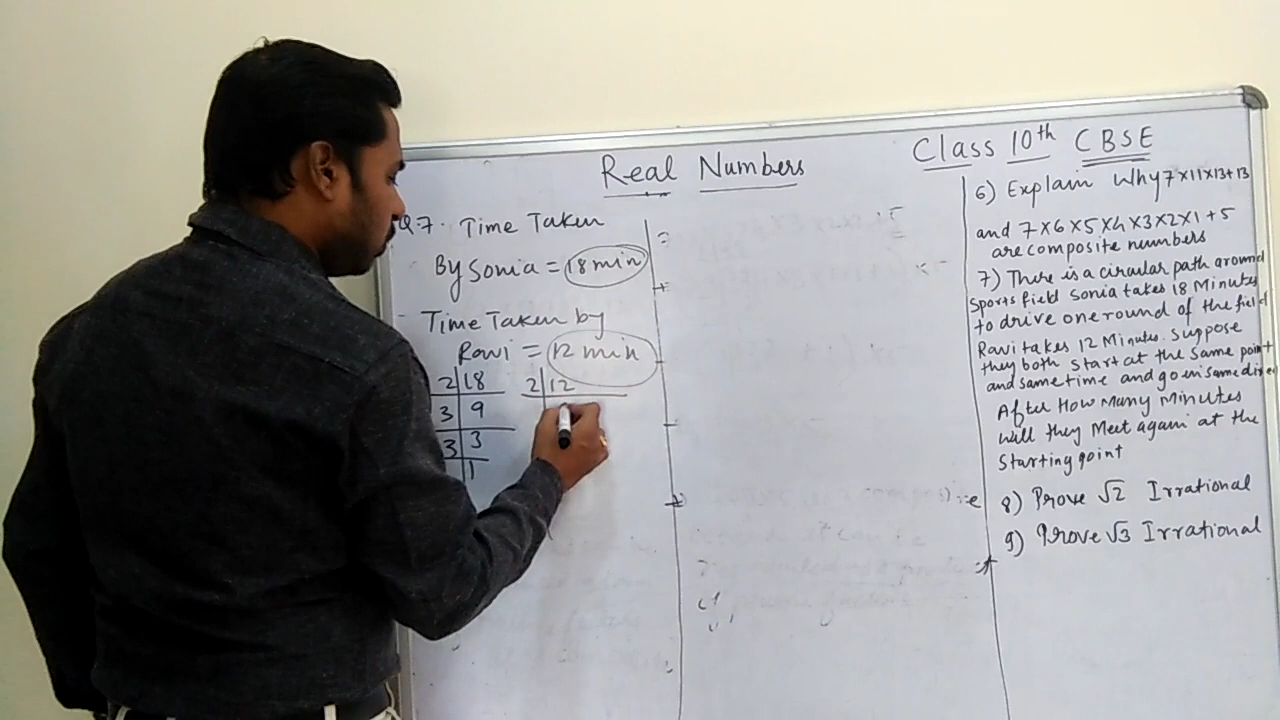 Real Numbers
Class 10th CBSE
Q.7. Time Taken
By Sonia = 18 min
Time Taken by
Ravi = 12 min
2 18
3 9
3 3
1
2 12
6) Explain Why 7×11×13+13
and 7×6×5×4×3×2×1+5
are composite numbers
7) There is a circular path around
Sports field Sonia takes 18 Minutes
to drive one round of the field
Ravi takes 12 Minutes. Suppose
they both start at the same point
and same time and go in same
After How Many Minutes
will they Meet again at the
Starting point
8) Prove √2 Irrational
9) Prove √3 Irrational